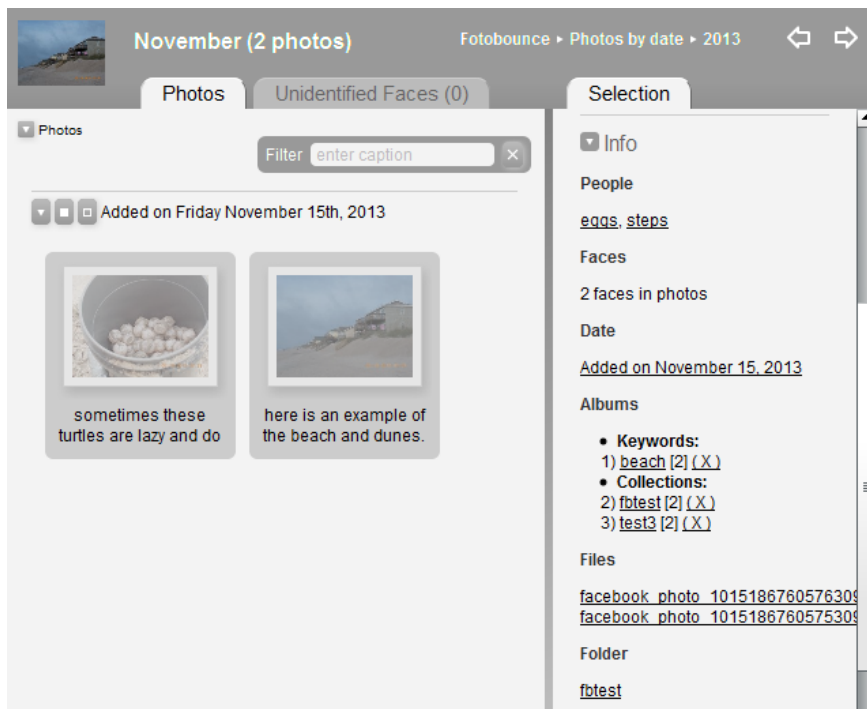 November (2 photos)
Fotobounce ▸ Photos by date ▸ 2013
Photos
Unidentified Faces (0)
Selection
Photos
Filter enter caption
Added on Friday November 15th, 2013
sometimes these
turtles are lazy and do
here is an example of
the beach and dunes.
Info
People
eggs, steps
Faces
2 faces in photos
Date
Added on November 15, 2013
Albums
• Keywords:
1) beach [2] ( X )
• Collections:
2) fbtest [2] ( X )
3) test3 [2] ( X )
Files
facebook_photo_1015186760576309
facebook_photo_1015186760575309
Folder
fbtest